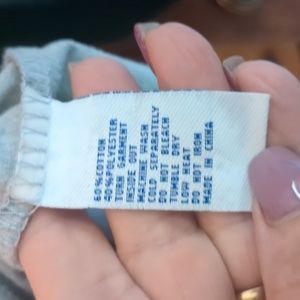 60%COTTON
40%POLYESTER
TURN GARMENT
INSIDE OUT
MACHINE WASH
COLD SEPARATELY
DO NOT BLEACH
TUMBLE DRY
LOW HEAT
DO NOT IRON
MADE IN CHINA